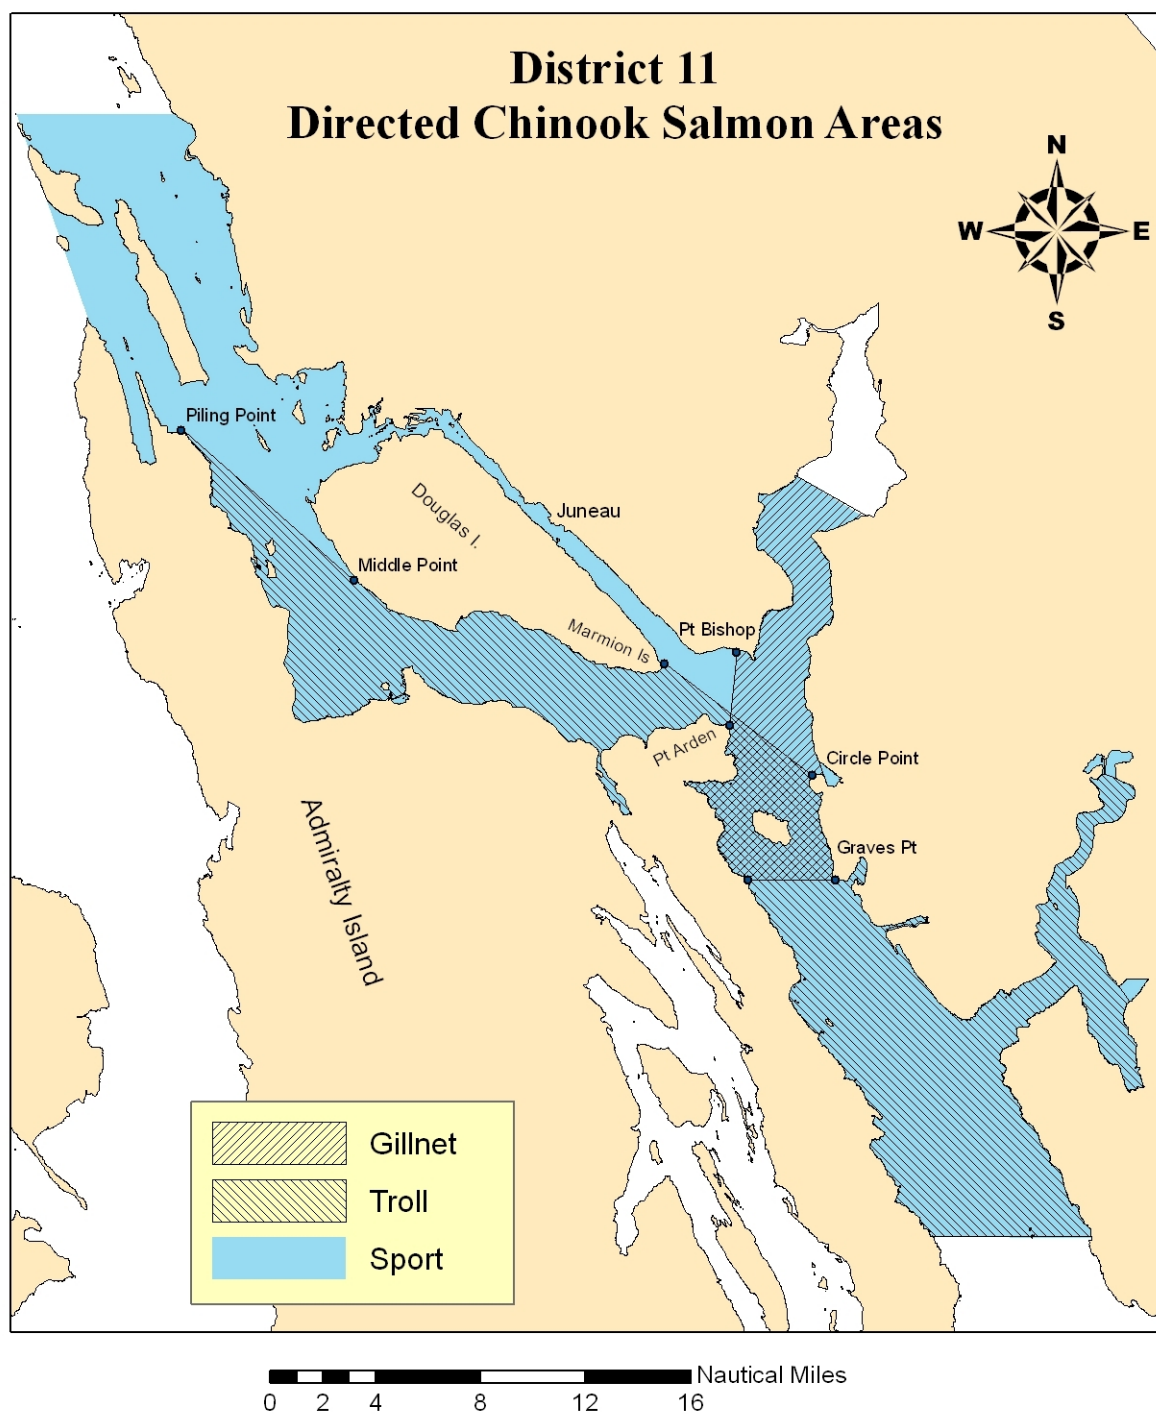 District 11
Directed Chinook Salmon Areas
N
W
E
S
Piling Point
Douglas I.
Juneau
Middle Point
Marmion Is
Pt Bishop
Pt Arden
Circle Point
Graves Pt
Admiralty Island
Gillnet
Troll
Sport
Nautical Miles
0 2 4 8 12 16